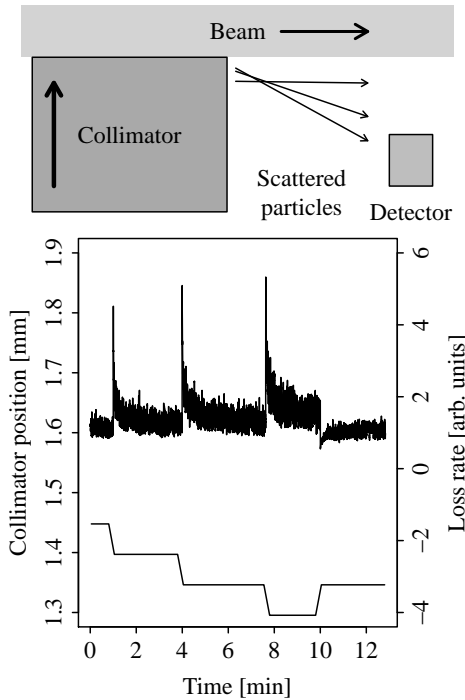 Beam
Collimator
Scattered
particles
Detector
Collimator position [mm]
1.9
1.8
1.7
1.6
1.5
1.4
1.3
6
4
2
0
−2
−4
Loss rate [arb. units]
0 2 4 6 8 10 12
Time [min]